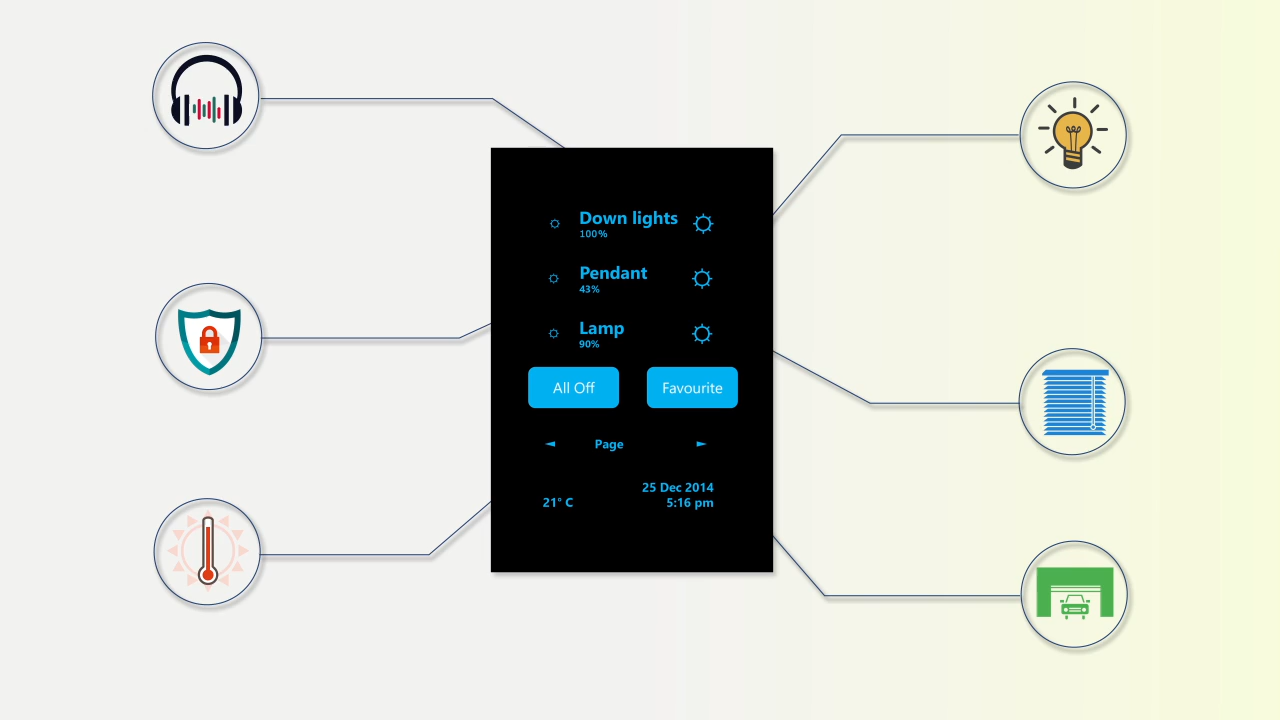 Down lights
100%
Pendant
43%
Lamp
90%
All Off
Favourite
◄ Page ►
25 Dec 2014
21° C
5:16 pm